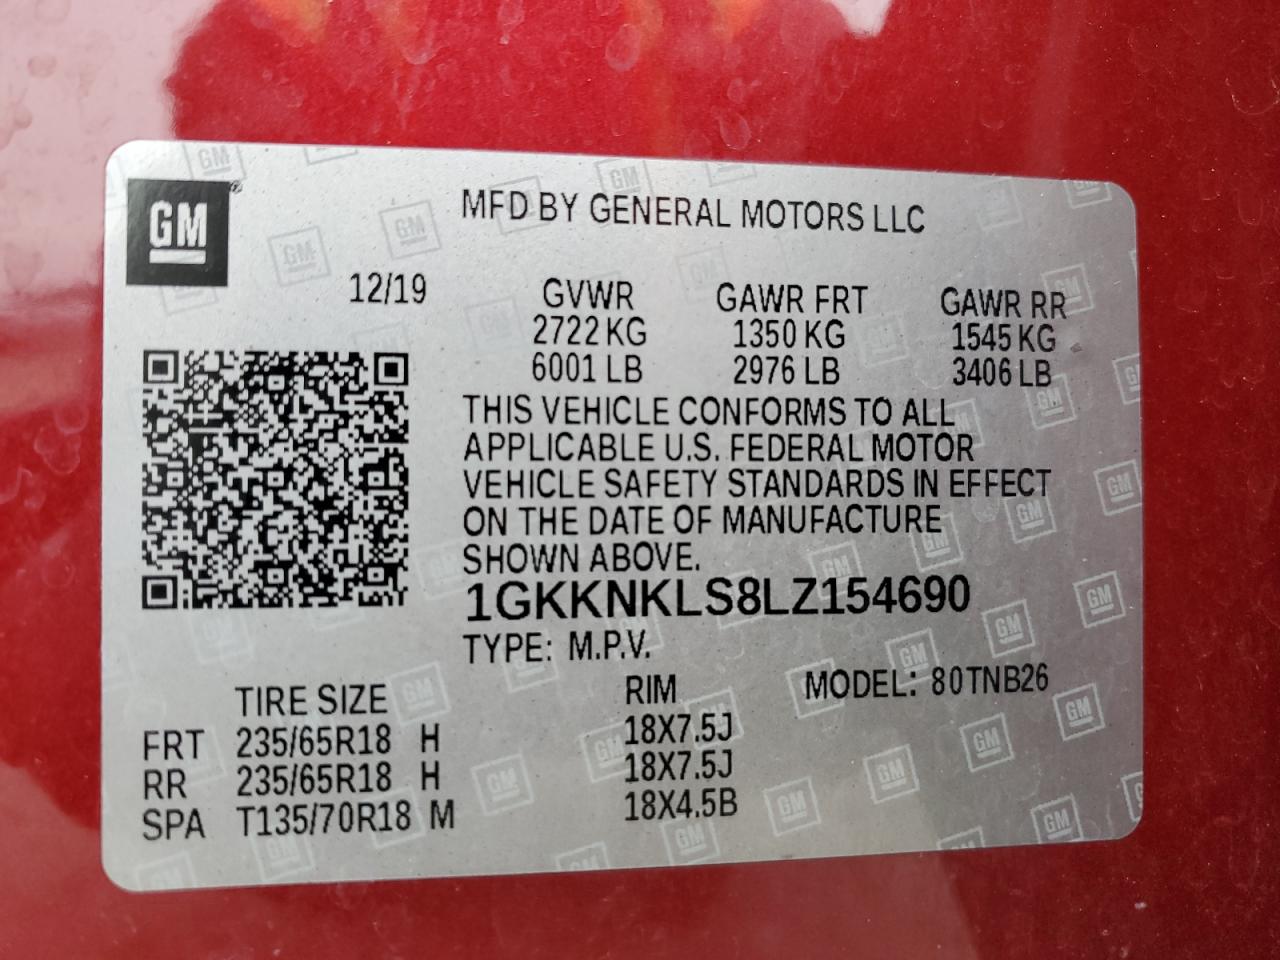 GM
MFD BY GENERAL MOTORS LLC
12/19
GVWR GAWR FRT GAWR RR
2722 KG 1350 KG 1545 KG
6001 LB 2976 LB 3406 LB
THIS VEHICLE CONFORMS TO ALL
APPLICABLE U.S. FEDERAL MOTOR
VEHICLE SAFETY STANDARDS IN EFFECT
ON THE DATE OF MANUFACTURE
SHOWN ABOVE.
1GKKNKLS8LZ154690
TYPE: M.P.V.
TIRE SIZE RIM MODEL: 80TNB26
FRT 235/65R18 H 18X7.5J
RR 235/65R18 H 18X7.5J
SPA T135/70R18 M 18X4.5B